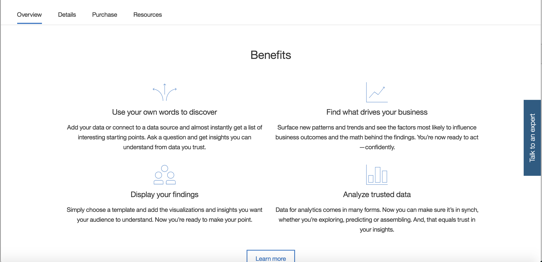 Overview
Details
Purchase
Resources
Benefits
Use your own words to discover
Add your data or connect to a data source and almost instantly get a list of
interesting starting points. Ask a question and get insights you can
understand from data you trust.
Find what drives your business
Surface new patterns and trends and see the factors most likely to influence
business outcomes and the math behind the findings. You're now ready to act
—confidently.
Display your findings
Simply choose a template and add the visualizations and insights you want
your audience to understand. Now you're ready to make your point.
Analyze trusted data
Data for analytics comes in many forms. Now you can make sure it's in synch,
whether you're exploring, predicting or assembling. And, that equals trust in
your insights.
Learn more
Talk to an expert